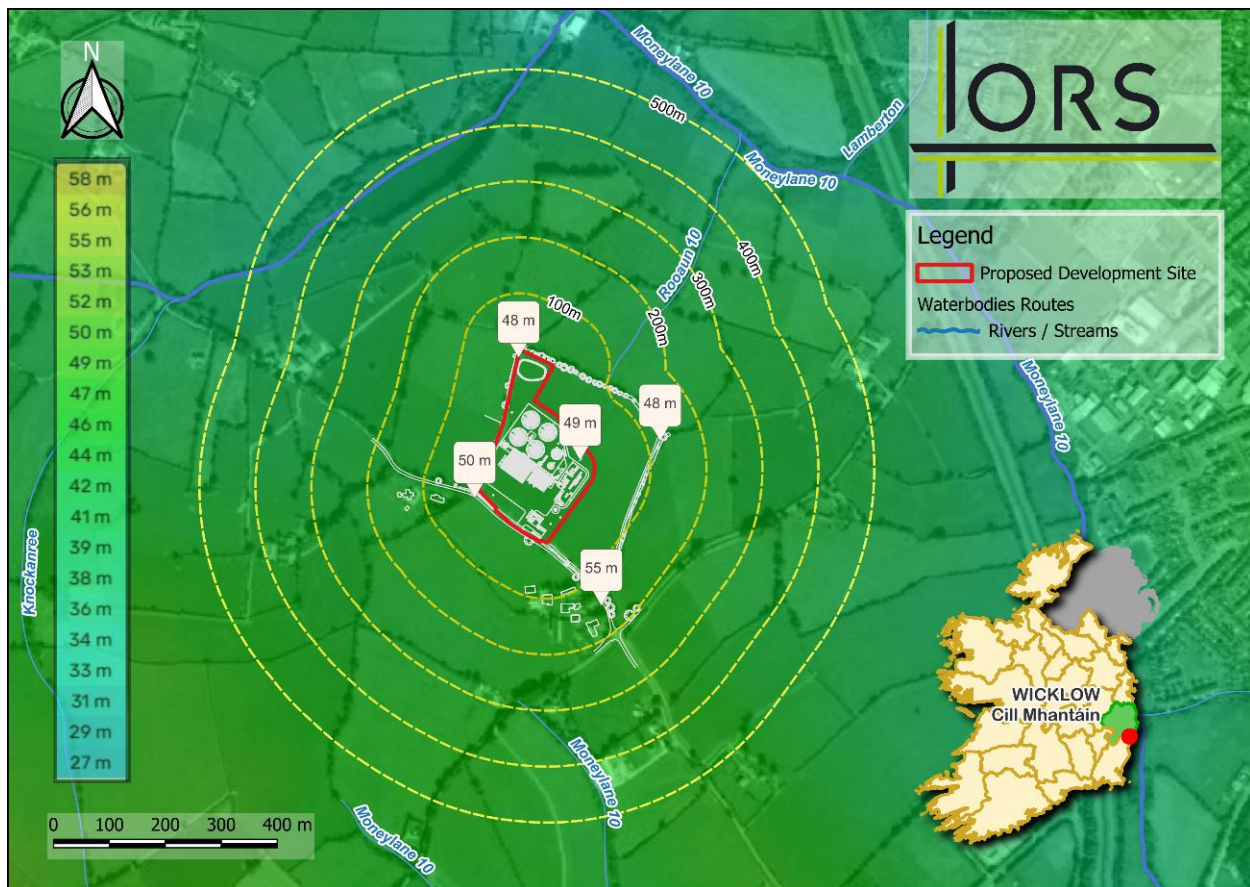 N
ORS
58 m
56 m
55 m
53 m
52 m
50 m
49 m
47 m
46 m
44 m
42 m
41 m
39 m
38 m
36 m
34 m
33 m
31 m
29 m
27 m
Legend
Proposed Development Site
Waterbodies Routes
Rivers / Streams
Moneylane 10
Lamberton
Moneylane 10
Moneylane 10
Rooaun 10
Knockanree
Moneylane 10
Moneylane 10
Moneylane 10
500m
400m
300m
200m
100m
48 m
48 m
49 m
50 m
55 m
WICKLOW
Cill Mhantáin
0 100 200 300 400 m